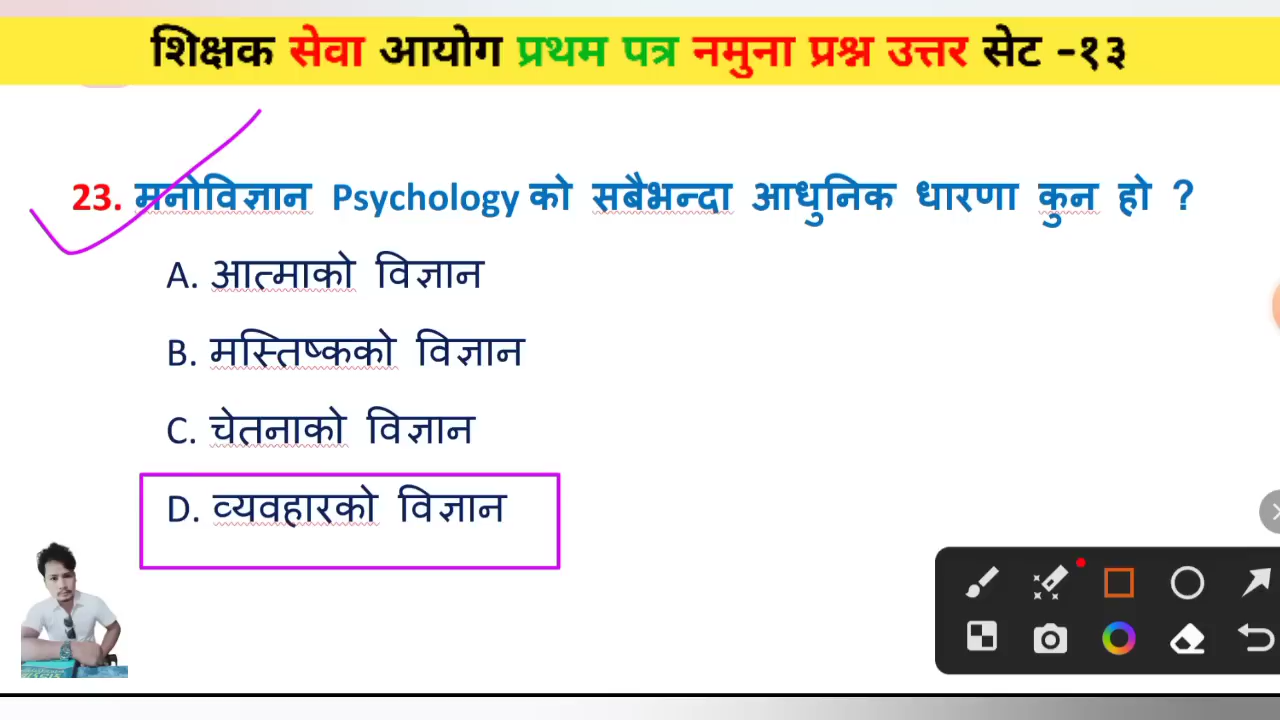 शिक्षक सेवा आयोग प्रथम पत्र नमुना प्रश्न उत्तर सेट -१३
23. मनोविज्ञान Psychology को सबैभन्दा आधुनिक धारणा कुन हो ?
A. आत्माको विज्ञान
B. मस्तिष्कको विज्ञान
C. चेतनाको विज्ञान
D. व्यवहारको विज्ञान